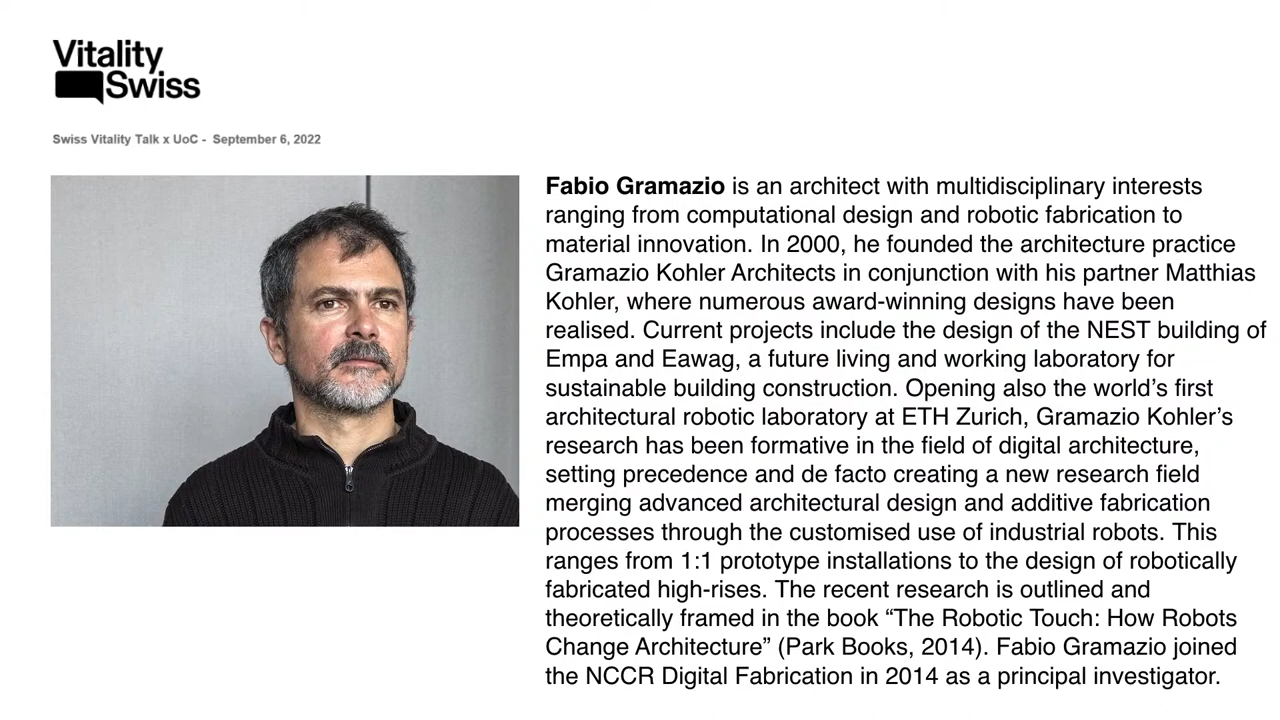 Vitality
Swiss
Swiss Vitality Talk x UoC - September 6, 2022
Fabio Gramazio is an architect with multidisciplinary interests
ranging from computational design and robotic fabrication to
material innovation. In 2000, he founded the architecture practice
Gramazio Kohler Architects in conjunction with his partner Matthias
Kohler, where numerous award-winning designs have been
realised. Current projects include the design of the NEST building of
Empa and Eawag, a future living and working laboratory for
sustainable building construction. Opening also the world’s first
architectural robotic laboratory at ETH Zurich, Gramazio Kohler’s
research has been formative in the field of digital architecture,
setting precedence and de facto creating a new research field
merging advanced architectural design and additive fabrication
processes through the customised use of industrial robots. This
ranges from 1:1 prototype installations to the design of robotically
fabricated high-rises. The recent research is outlined and
theoretically framed in the book “The Robotic Touch: How Robots
Change Architecture” (Park Books, 2014). Fabio Gramazio joined
the NCCR Digital Fabrication in 2014 as a principal investigator.